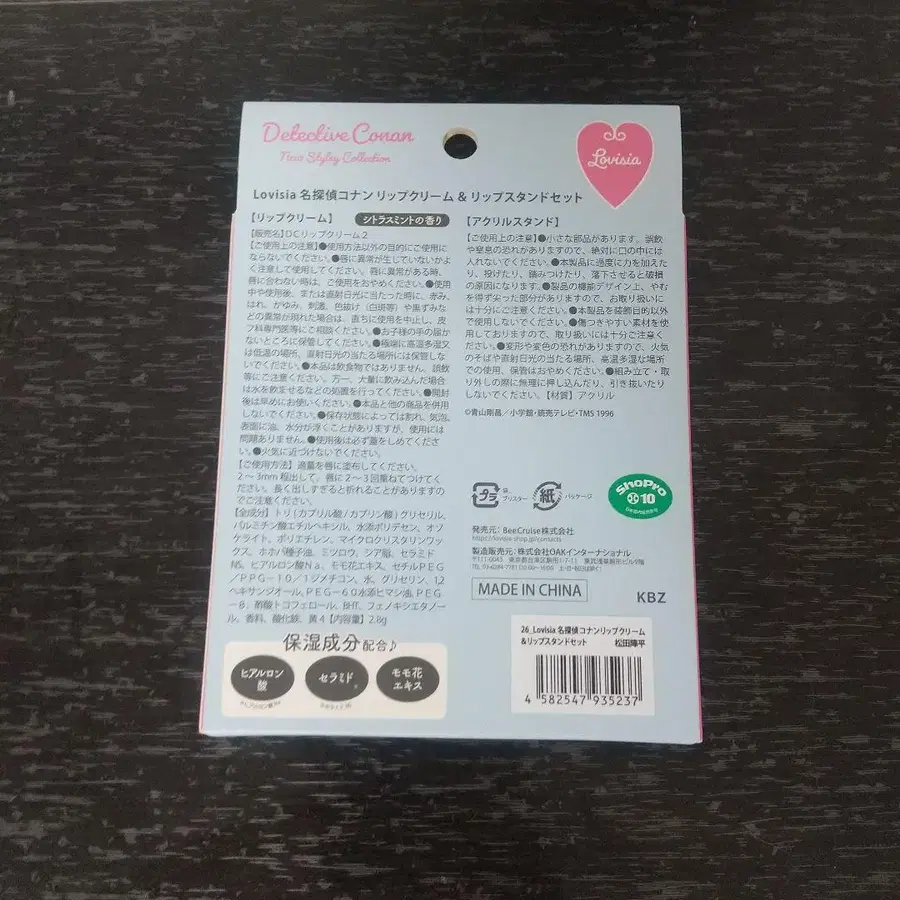 Detective Conan
New Styley Collection
Lovisia
Lovisia 名探偵コナン リップクリーム & リップスタンドセット
【リップクリーム】 シトラスミントの香り
【販売名】DCリップクリーム2
【ご使用上の注意】●使用方法以外の目的にご使用に
ならないでください。●唇に異常が生じていないかよ
く注意して使用してください。唇に異常がある時、
唇に合わない時は、ご使用をおやめください。●使用
中や使用後、または直射日光に当たった時に、赤み、
はれ、かゆみ、刺激、色抜け(白斑等)や黒ずみなど
の異常が現れた場合は、直ちに使用を中止し、皮
フ科専門医等にご相談ください。●お子様の手の届か
ないところに保管してください。●極端に高温多湿又
は低温の場所、直射日光の当たる場所には保管しな
いでください。●本品は飲食物ではありません。誤飲
等にご注意ください。万一、大量に飲み込んだ場合
は水を飲ませるなどの処置を行ってください。●開封
後は早めにお使いください。●本品と他の商品を併用
しないでください。●保存状態によっては割れ、気泡、
表面に油、水分が浮くことがありますが、使用には
問題ありません。●使用後は必ず蓋をしめてくださ
い。●火気に近づけないでください。
【ご使用方法】適量を唇に塗布してください。
2～3mm程出して、唇に2～3回重ねてつけてくだ
さい。長く出しすぎると折れることがありますの
でご注意ください。
【全成分】トリ(カプリル酸/カプリン酸)グリセリル、
パルミチン酸エチルヘキシル、水添ポリデセン、オゾ
ケライト、ポリエチレン、マイクロクリスタリンワッ
クス、ホホバ種子油、ミツロウ、シア脂、セラミド
NS、ヒアルロン酸Na、モモ花エキス、セチルPEG
/PPG-10/1ジメチコン、水、グリセリン、1,2
ヘキサンジオール、PEG-60水添ヒマシ油、PEG
-8、酢酸トコフェロール、BHT、フェノキシエタノー
ル、香料、酸化鉄、黄4【内容量】2.8g
保湿成分配合♪
ヒアルロン酸
セラミド
モモ花エキス
【アクリルスタンド】
【ご使用上の注意】●小さな部品があります。誤飲
や窒息の恐れがありますので、絶対に口の中には
入れないでください。●本製品に過度に力を加えた
り、投げたり、踏みつけたり、落下させると破損
の原因になります。●製品の機能デザイン上、やむ
を得ず尖った部分がありますので、お取り扱いに
は十分にご注意ください。●本製品を装飾目的以外
で使用しないでください。●傷つきやすい素材を使
用しておりますので、取り扱いには十分ご注意くだ
さい。●変形や変色の恐れがありますので、火気
のそばや直射日光の当たる場所、高温多湿な場所
での使用、保管はおやめください。●組み立て・取
り外しの際に無理に押し込んだり、引き抜いたり
しないでください。【材質】アクリル
©青山剛昌/小学館・読売テレビ・TMS 1996
プラ
袋、
ブリスター
紙
パッケージ
ShoPro
10
発売元:BeeCruise株式会社
https://lovisia-shop.jp/contacts
製造販売元:株式会社OAKインターナショナル
〒111-0043 東京都台東区駒形1-7-13 東武浅草駒形ビル9階
MADE IN CHINA
KBZ
26_Lovisia 名探偵コナンリップクリーム
&リップスタンドセット 松田陣平
4 582547 935237